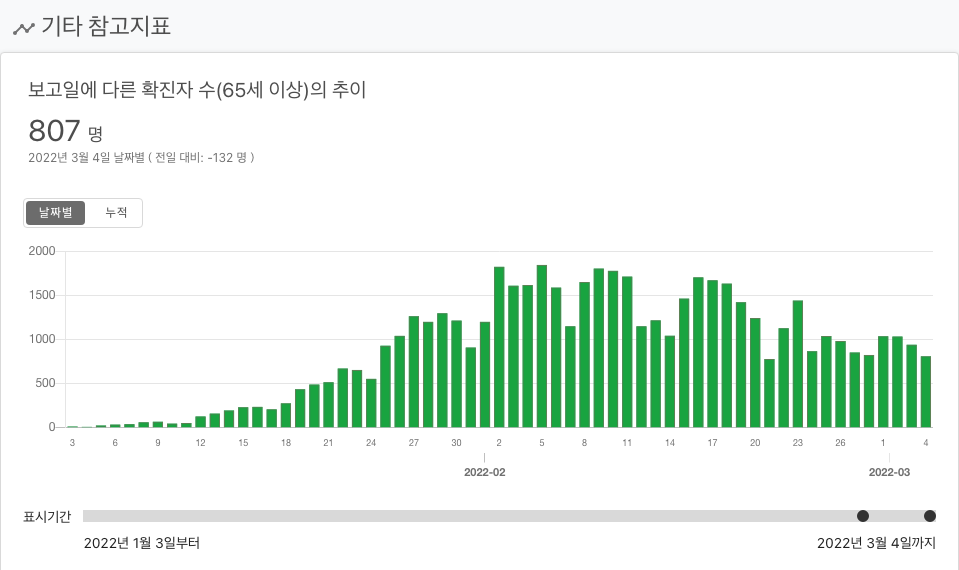 기타 참고지표
보고일에 다른 확진자 수(65세 이상)의 추이
807 명
2022년 3월 4일 날짜별 ( 전일 대비: -132 명 )
날짜별 누적
2000
1500
1000
500
0
3 6 9 12 15 18 21 24 27 30 2 5 8 11 14 17 20 23 26 1 4
2022-02 2022-03
표시기간
2022년 1월 3일부터 2022년 3월 4일까지